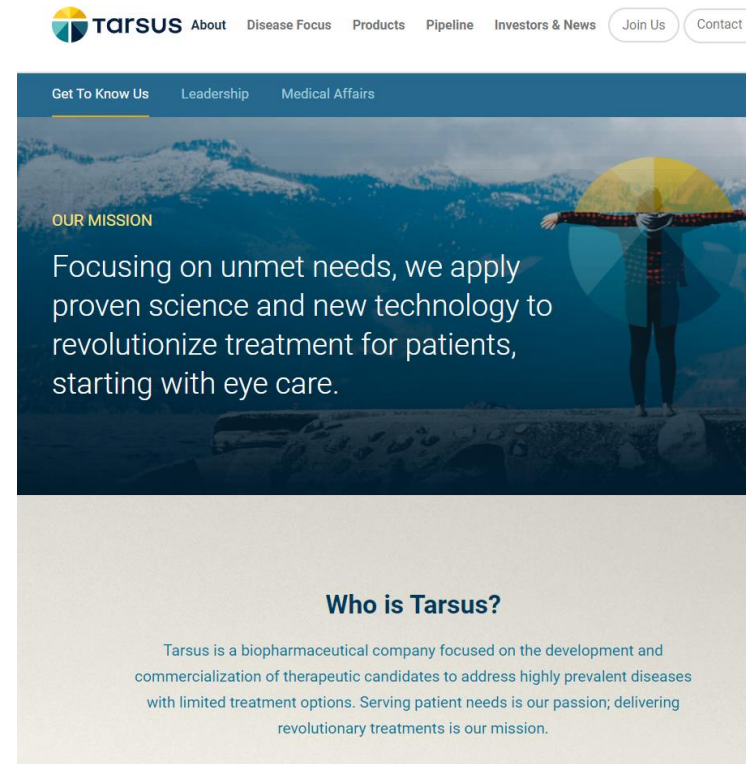 Tarsus About Disease Focus Products Pipeline Investors & News Join Us Contact
Get To Know Us Leadership Medical Affairs
OUR MISSION
Focusing on unmet needs, we apply
proven science and new technology to
revolutionize treatment for patients,
starting with eye care.
Who is Tarsus?
Tarsus is a biopharmaceutical company focused on the development and
commercialization of therapeutic candidates to address highly prevalent diseases
with limited treatment options. Serving patient needs is our passion; delivering
revolutionary treatments is our mission.